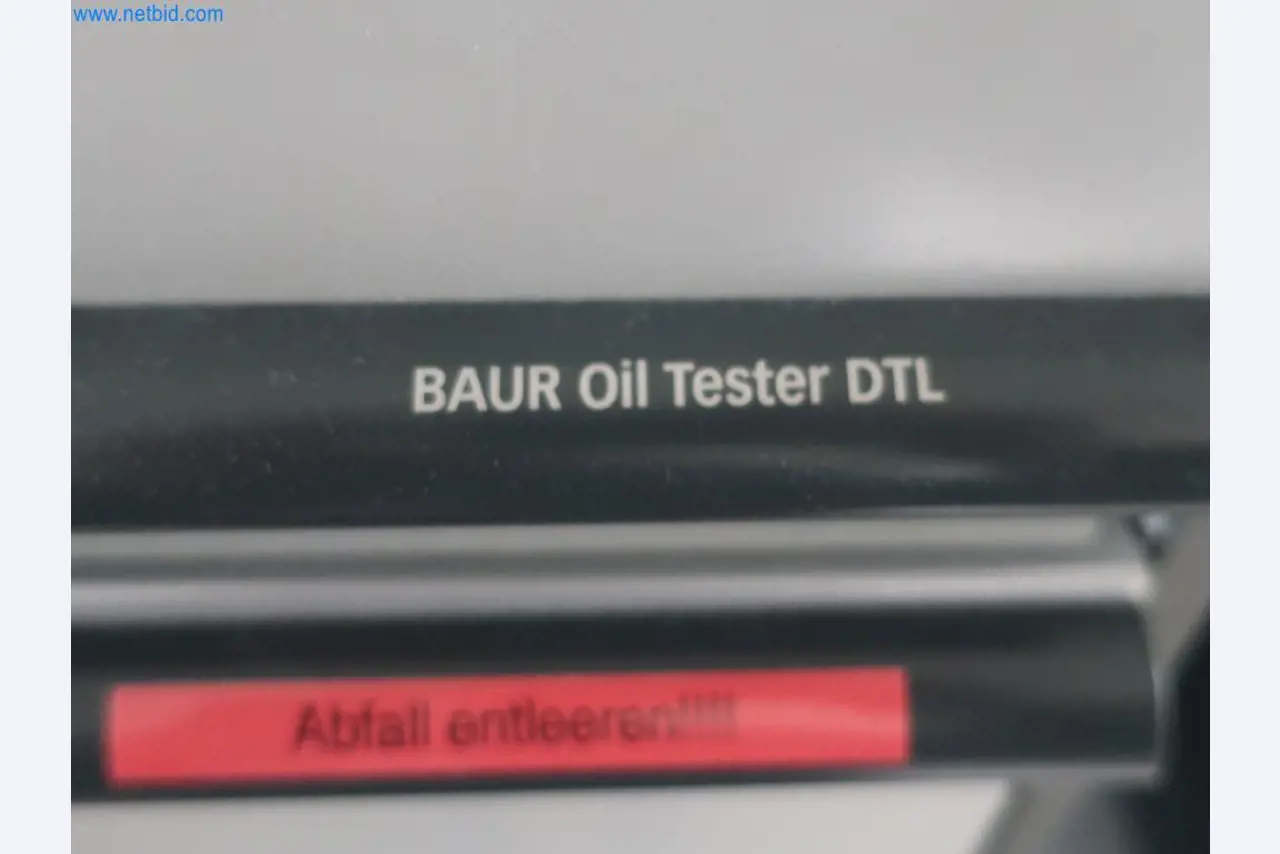 www.netbid.com
BAUR Oil Tester DTL
Abfall entleeren!!!!